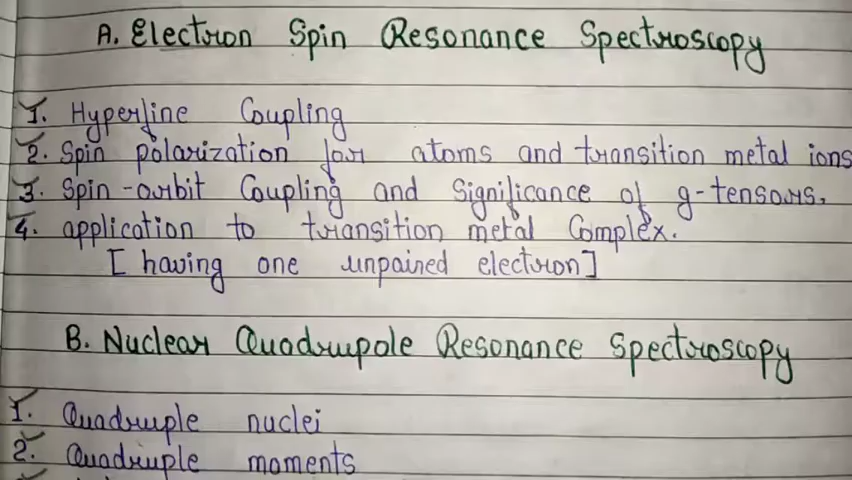 A. Electron Spin Resonance Spectroscopy
1. Hyperfine Coupling
2. Spin polarization for atoms and transition metal ions
3. Spin-orbit Coupling and Significance of g-tensors.
4. application to transition metal Complex.
[having one unpaired electron]
B. Nuclear Quadrupole Resonance Spectroscopy
1. Quadruple nuclei
2. Quadruple moments